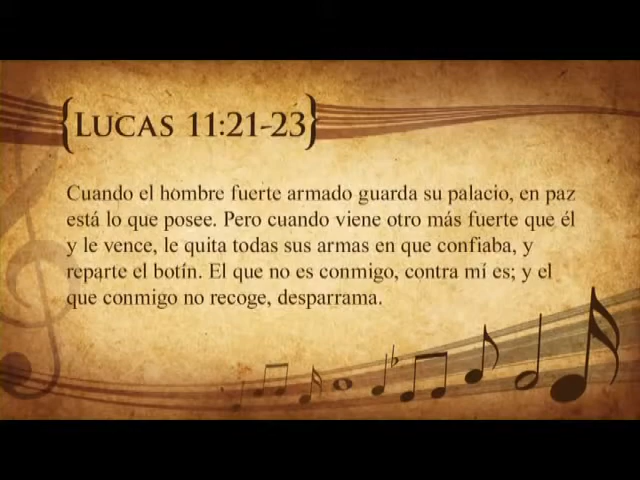 {LUCAS 11:21-23}
Cuando el hombre fuerte armado guarda su palacio, en paz
está lo que posee. Pero cuando viene otro más fuerte que él
y le vence, le quita todas sus armas en que confiaba, y
reparte el botín. El que no es conmigo, contra mí es; y el
que conmigo no recoge, desparrama.